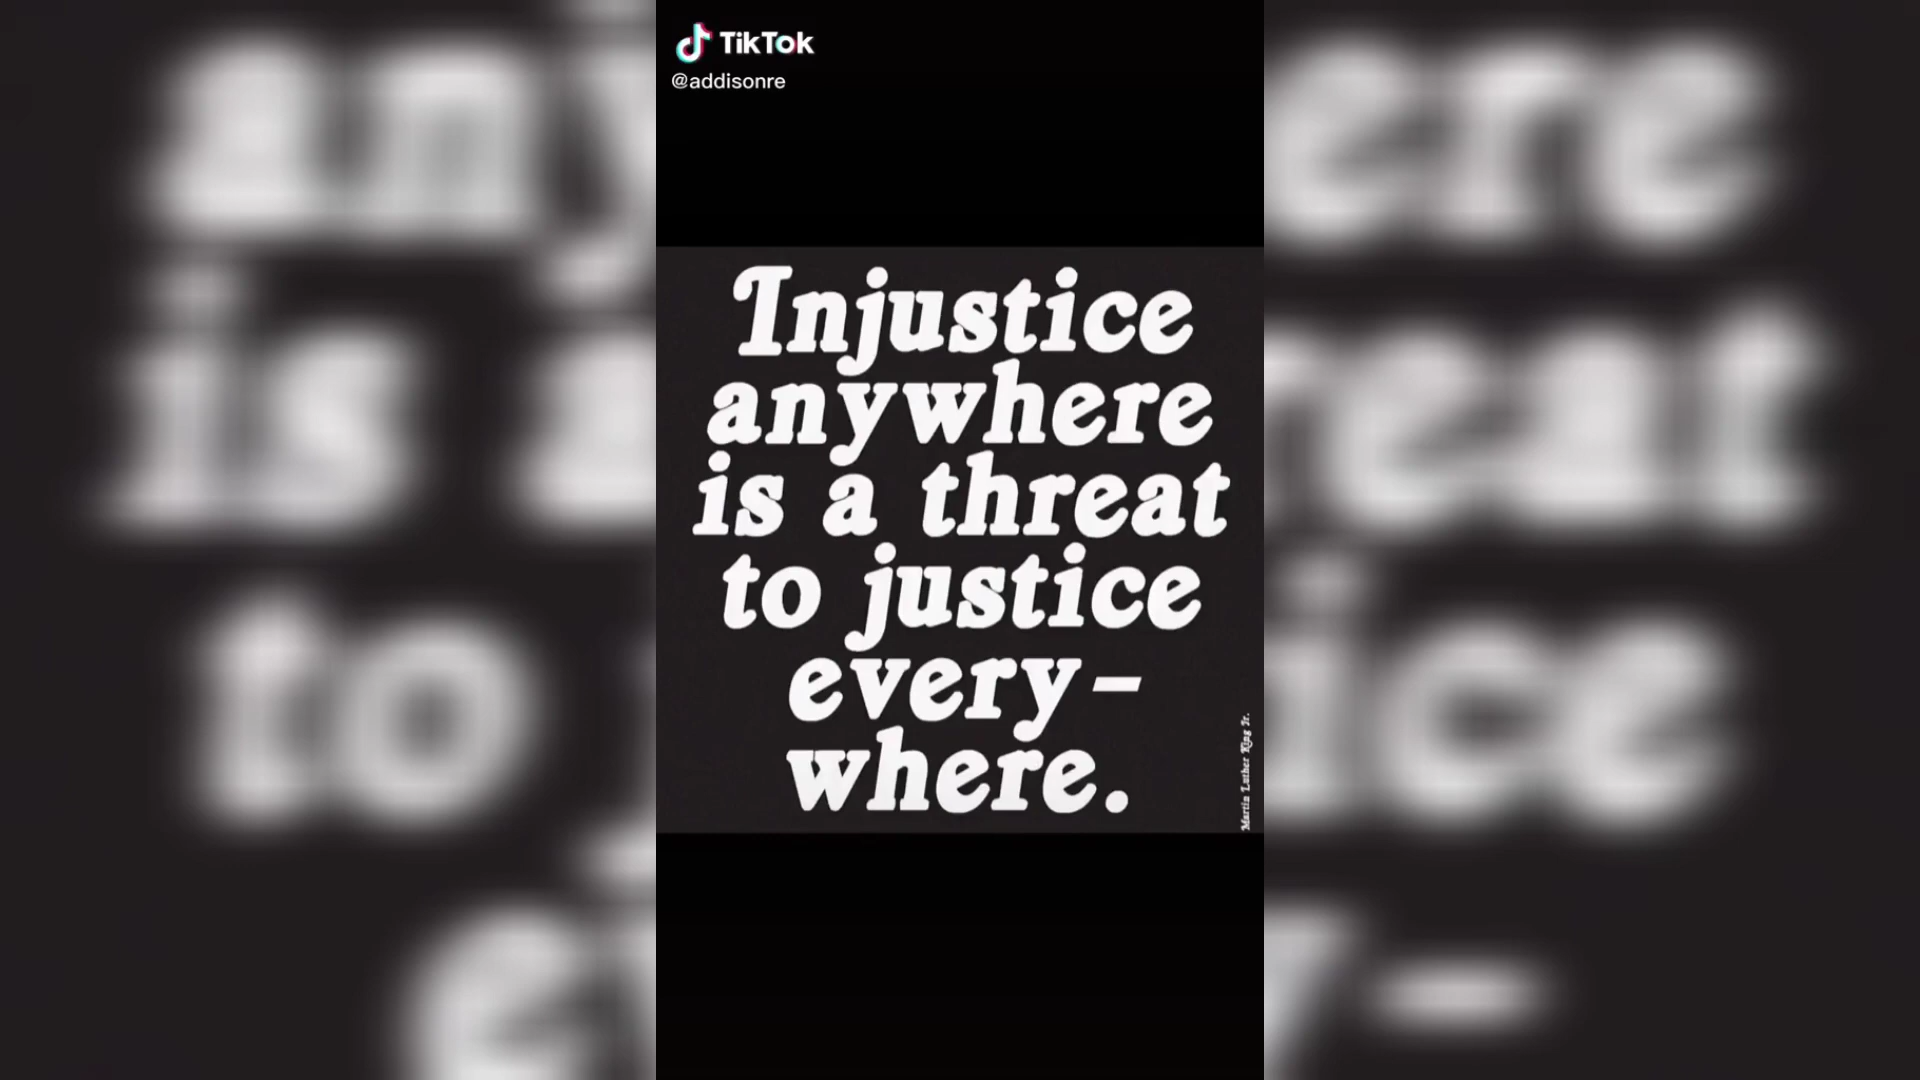 TikTok
@addisonre
Injustice
anywhere
is a threat
to justice
every-
where.
Martin Luther King Jr.